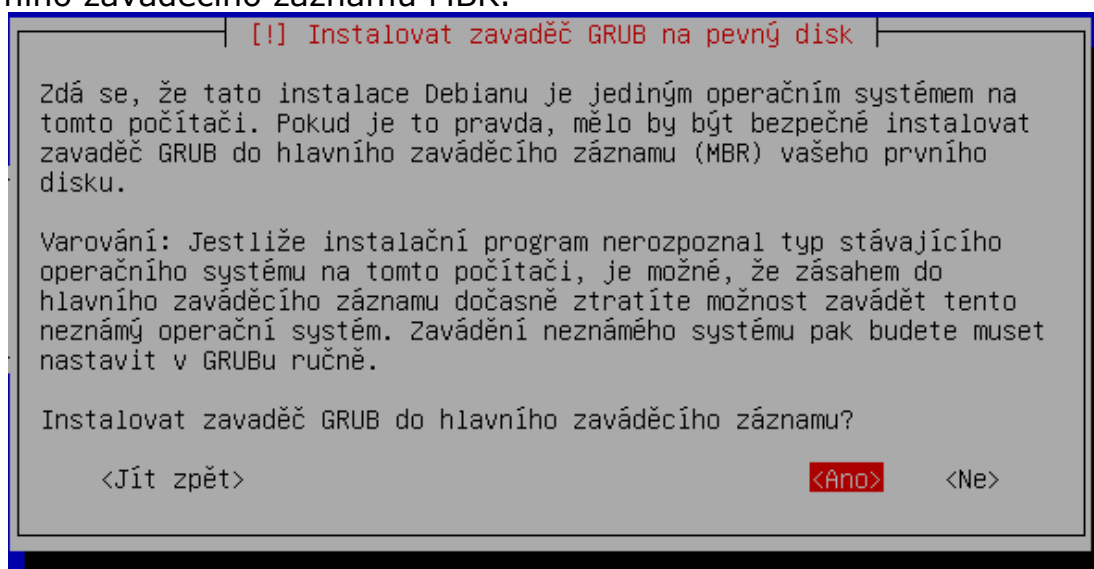 ního zaváděcího záznamu MBR.
[!] Instalovat zavaděč GRUB na pevný disk
Zdá se, že tato instalace Debianu je jediným operačním systémem na
tomto počítači. Pokud je to pravda, mělo by být bezpečné instalovat
zavaděč GRUB do hlavního zaváděcího záznamu (MBR) vašeho prvního
disku.
Varování: Jestliže instalační program nerozpoznal typ stávajícího
operačního systému na tomto počítači, je možné, že zásahem do
hlavního zaváděcího záznamu dočasně ztratíte možnost zavádět tento
neznámý operační systém. Zavádění neznámého systému pak budete muset
nastavit v GRUBu ručně.
Instalovat zavaděč GRUB do hlavního zaváděcího záznamu?
<Jít zpět> <Ano> <Ne>